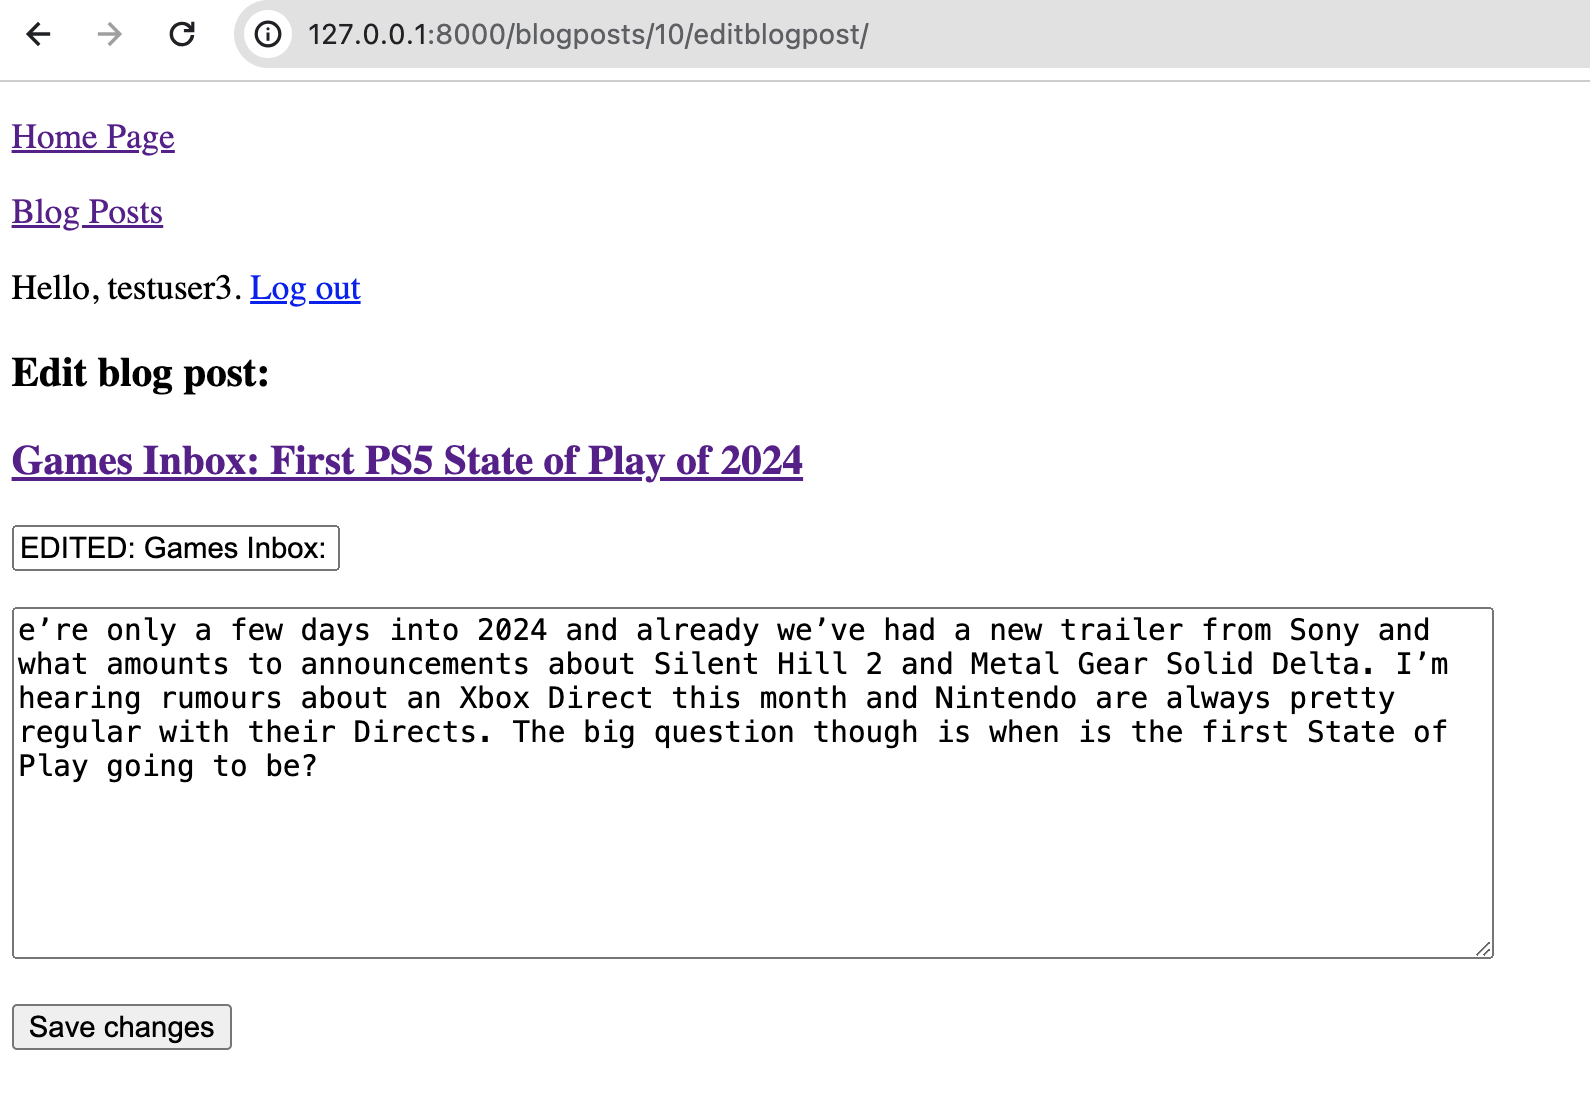 127.0.0.1:8000/blogposts/10/editblogpost/
Home Page
Blog Posts
Hello, testuser3. Log out
Edit blog post:
Games Inbox: First PS5 State of Play of 2024
EDITED: Games Inbox:
e’re only a few days into 2024 and already we’ve had a new trailer from Sony and
what amounts to announcements about Silent Hill 2 and Metal Gear Solid Delta. I’m
hearing rumours about an Xbox Direct this month and Nintendo are always pretty
regular with their Directs. The big question though is when is the first State of
Play going to be?
Save changes